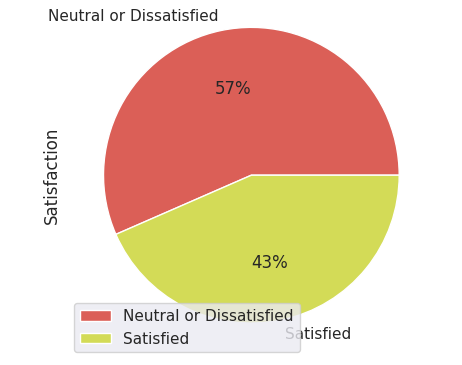 Neutral or Dissatisfied
57%
Satisfaction
43%
Neutral or Dissatisfied
Satisfied
Satisfied